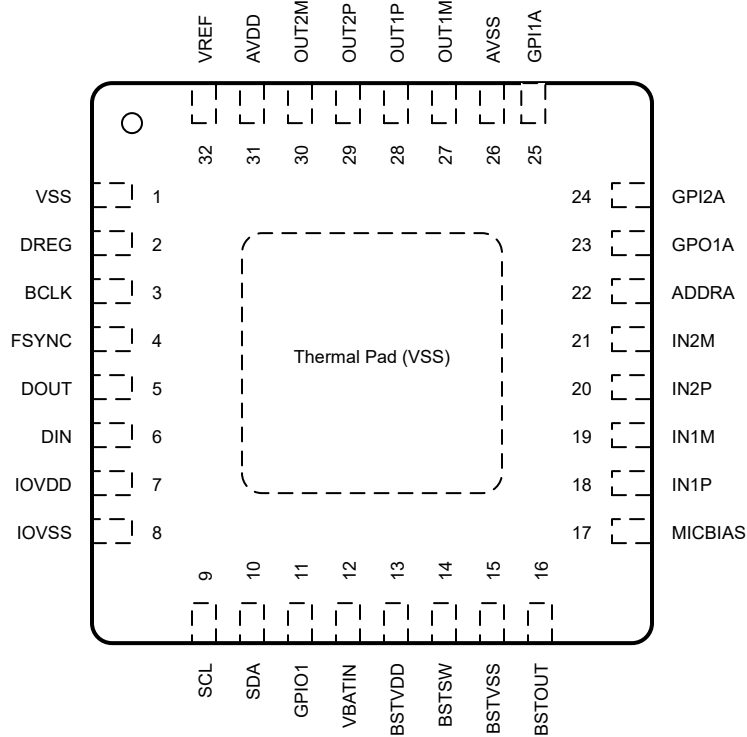 VREF
AVDD
OUT2M
OUT2P
OUT1P
OUT1M
AVSS
GPI1A
32
31
30
29
28
27
26
25
VSS 1
DREG 2
BCLK 3
FSYNC 4
DOUT 5
DIN 6
IOVDD 7
IOVSS 8
Thermal Pad (VSS)
24 GPI2A
23 GPO1A
22 ADDRA
21 IN2M
20 IN2P
19 IN1M
18 IN1P
17 MICBIAS
9
10
11
12
13
14
15
16
SCL
SDA
GPIO1
VBATIN
BSTVDD
BSTSW
BSTVSS
BSTOUT